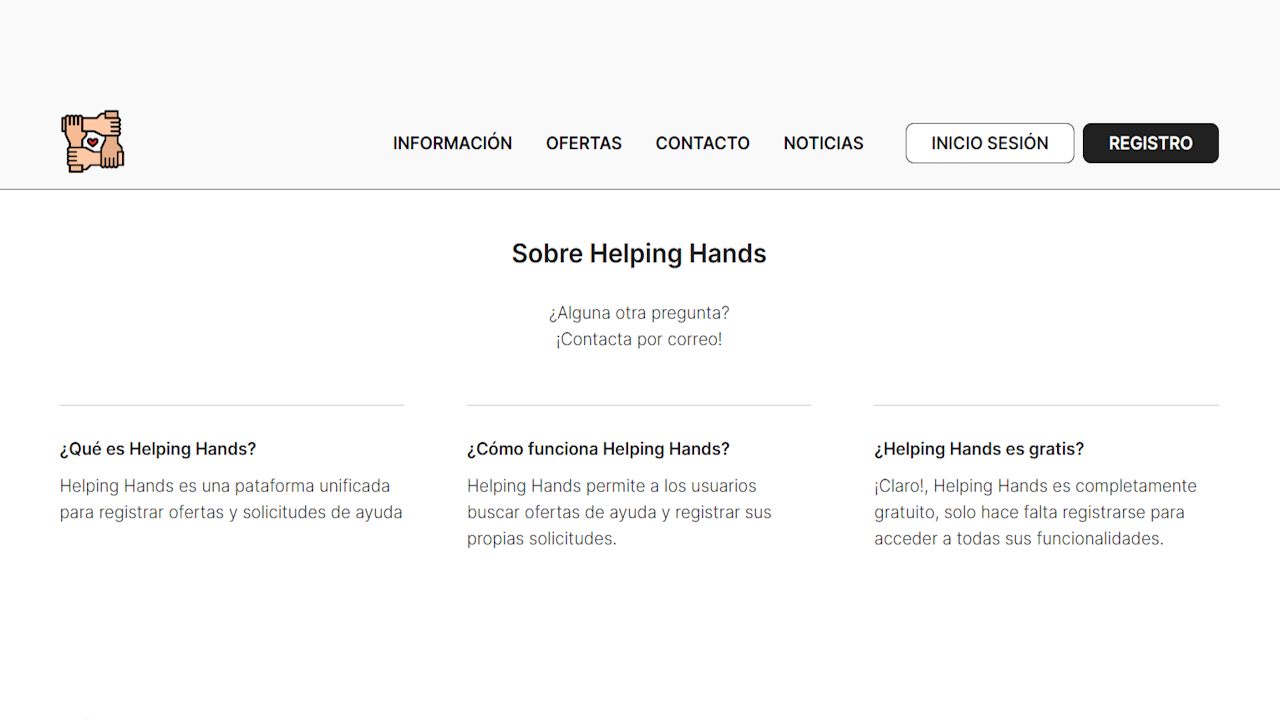 INFORMACIÓN OFERTAS CONTACTO NOTICIAS INICIO SESIÓN REGISTRO
Sobre Helping Hands
¿Alguna otra pregunta?
¡Contacta por correo!
¿Qué es Helping Hands?
Helping Hands es una pataforma unificada
para registrar ofertas y solicitudes de ayuda
¿Cómo funciona Helping Hands?
Helping Hands permite a los usuarios
buscar ofertas de ayuda y registrar sus
propias solicitudes.
¿Helping Hands es gratis?
¡Claro!, Helping Hands es completamente
gratuito, solo hace falta registrarse para
acceder a todas sus funcionalidades.